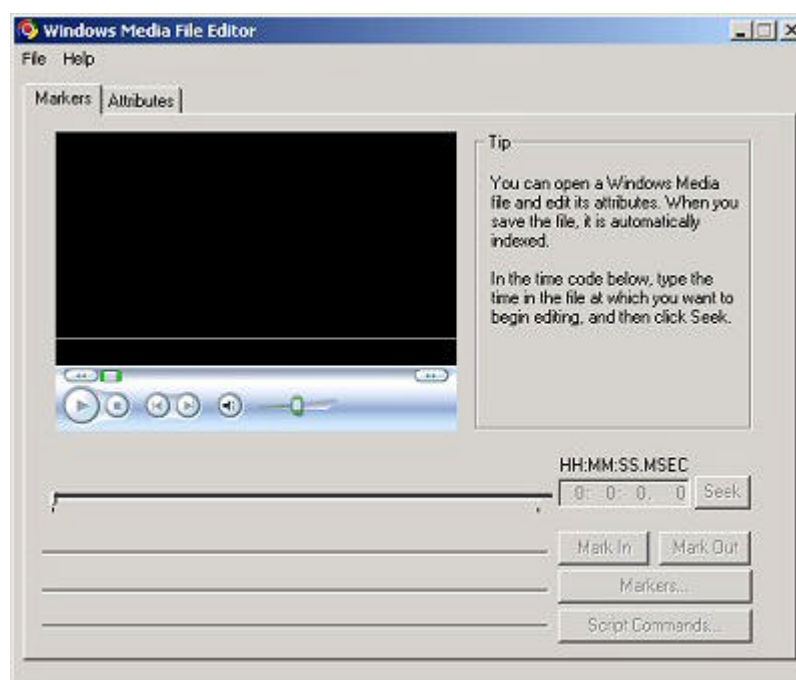 Windows Media File Editor
File Help
Markers Attributes
Tip
You can open a Windows Media
file and edit its attributes. When you
save the file, it is automatically
indexed.
In the time code below, type the
time in the file at which you want to
begin editing, and then click Seek.
HH:MM:SS.MSEC
0: 0: 0. 0 Seek
Mark In Mark Out
Markers...
Script Commands...